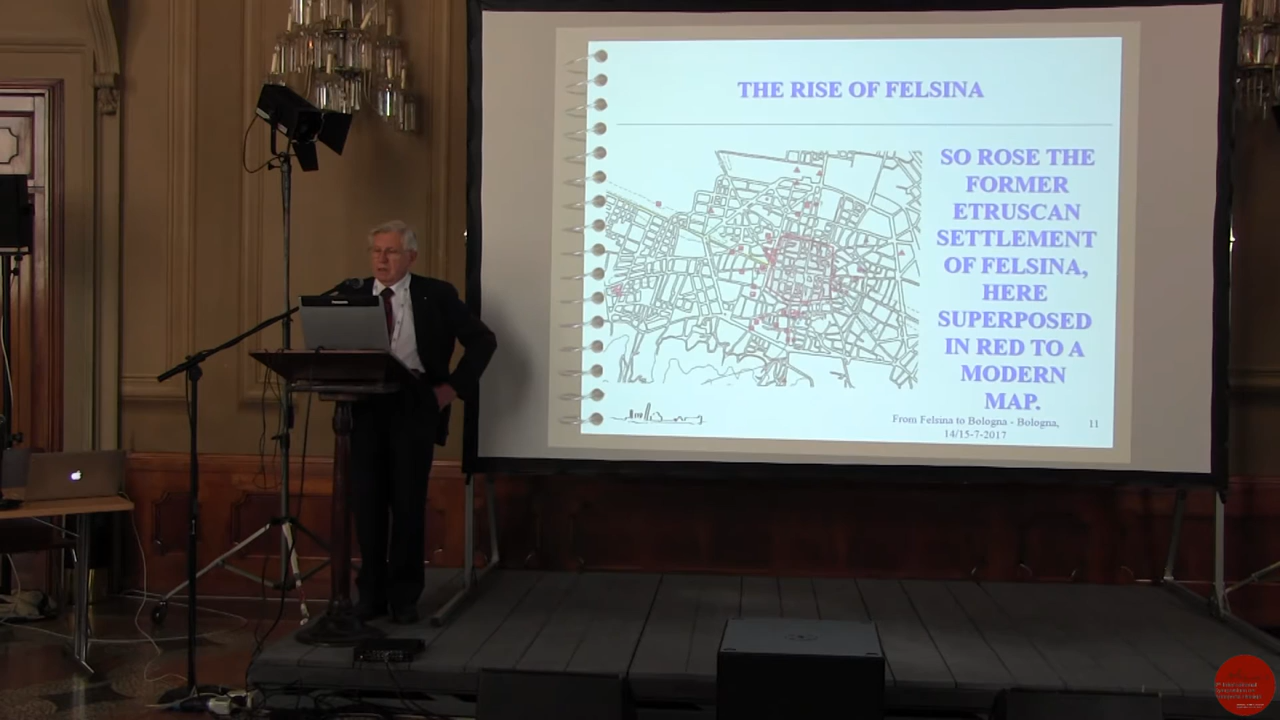 THE RISE OF FELSINA
SO ROSE THE
FORMER
ETRUSCAN
SETTLEMENT
OF FELSINA,
HERE
SUPERPOSED
IN RED TO A
MODERN
MAP.
From Felsina to Bologna - Bologna,
14/15-7-2017
11